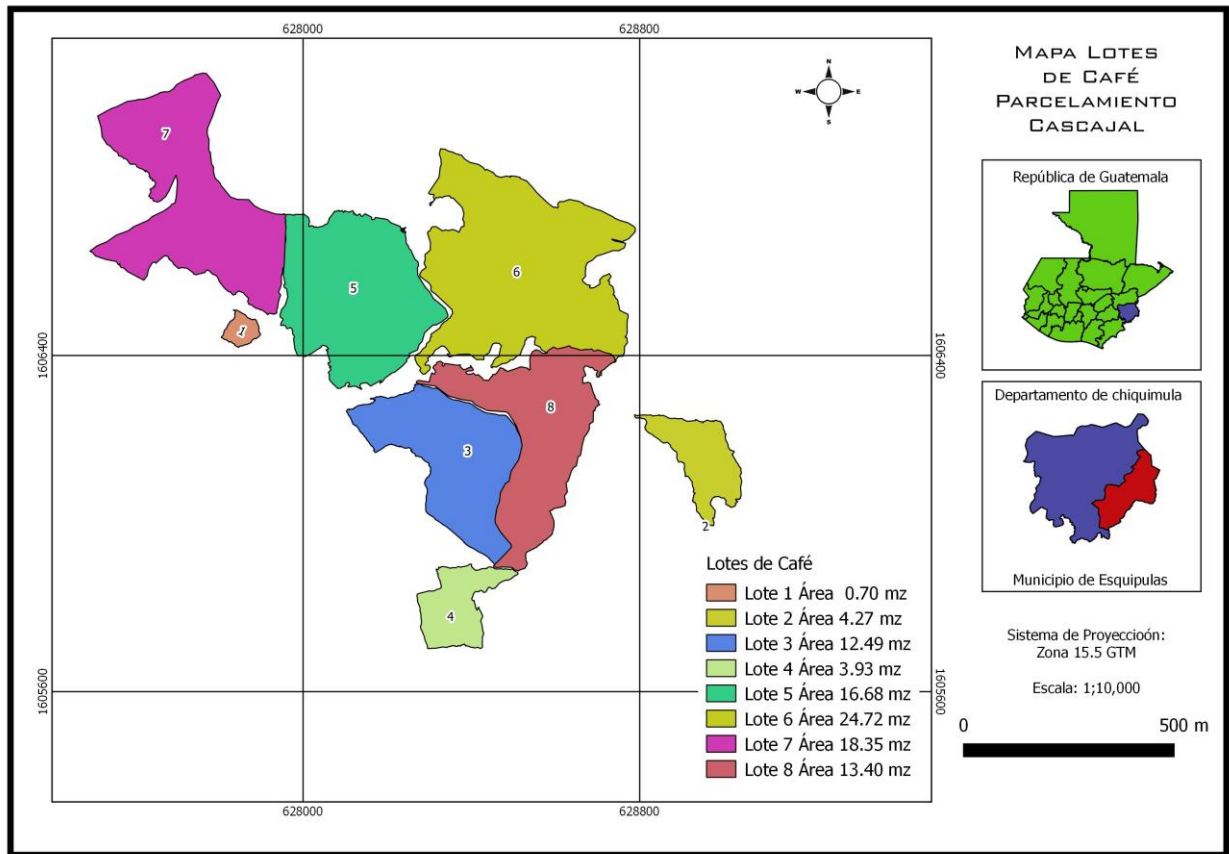 628000
628800
N
W
E
S
7
6
5
1
1606400
1606400
8
3
2
4
1605600
1605600
Lotes de Café
Lote 1 Área 0.70 mz
Lote 2 Área 4.27 mz
Lote 3 Área 12.49 mz
Lote 4 Área 3.93 mz
Lote 5 Área 16.68 mz
Lote 6 Área 24.72 mz
Lote 7 Área 18.35 mz
Lote 8 Área 13.40 mz
628000
628800
MAPA LOTES
DE CAFÉ
PARCELAMIENTO
CASCAJAL
República de Guatemala
Departamento de chiquimula
Municipio de Esquipulas
Sistema de Proyeccioón:
Zona 15.5 GTM
Escala: 1;10,000
0
500 m